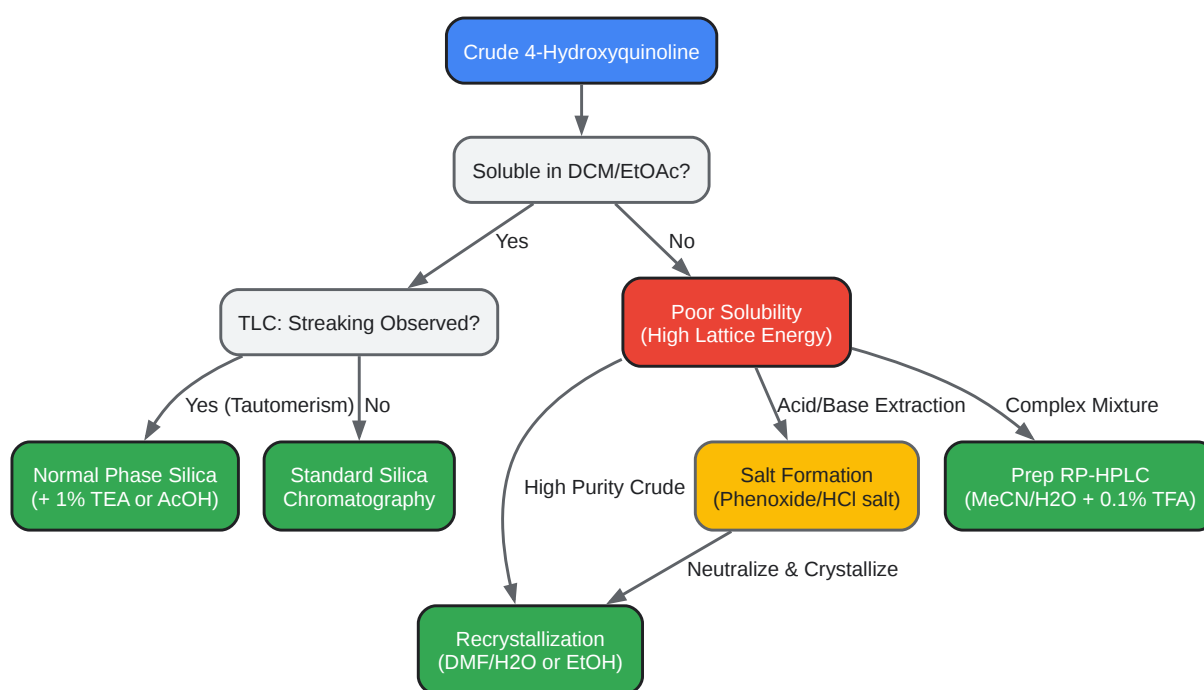 Crude 4-Hydroxyquinoline
Soluble in DCM/EtOAc?
Yes
No
TLC: Streaking Observed?
Poor Solubility
(High Lattice Energy)
Yes (Tautomerism)
No
Acid/Base Extraction
Complex Mixture
Normal Phase Silica
(+ 1% TEA or AcOH)
Standard Silica
Chromatography
High Purity Crude
Salt Formation
(Phenoxide/HCl salt)
Prep RP-HPLC
(MeCN/H2O + 0.1% TFA)
Neutralize & Crystallize
Recrystallization
(DMF/H2O or EtOH)